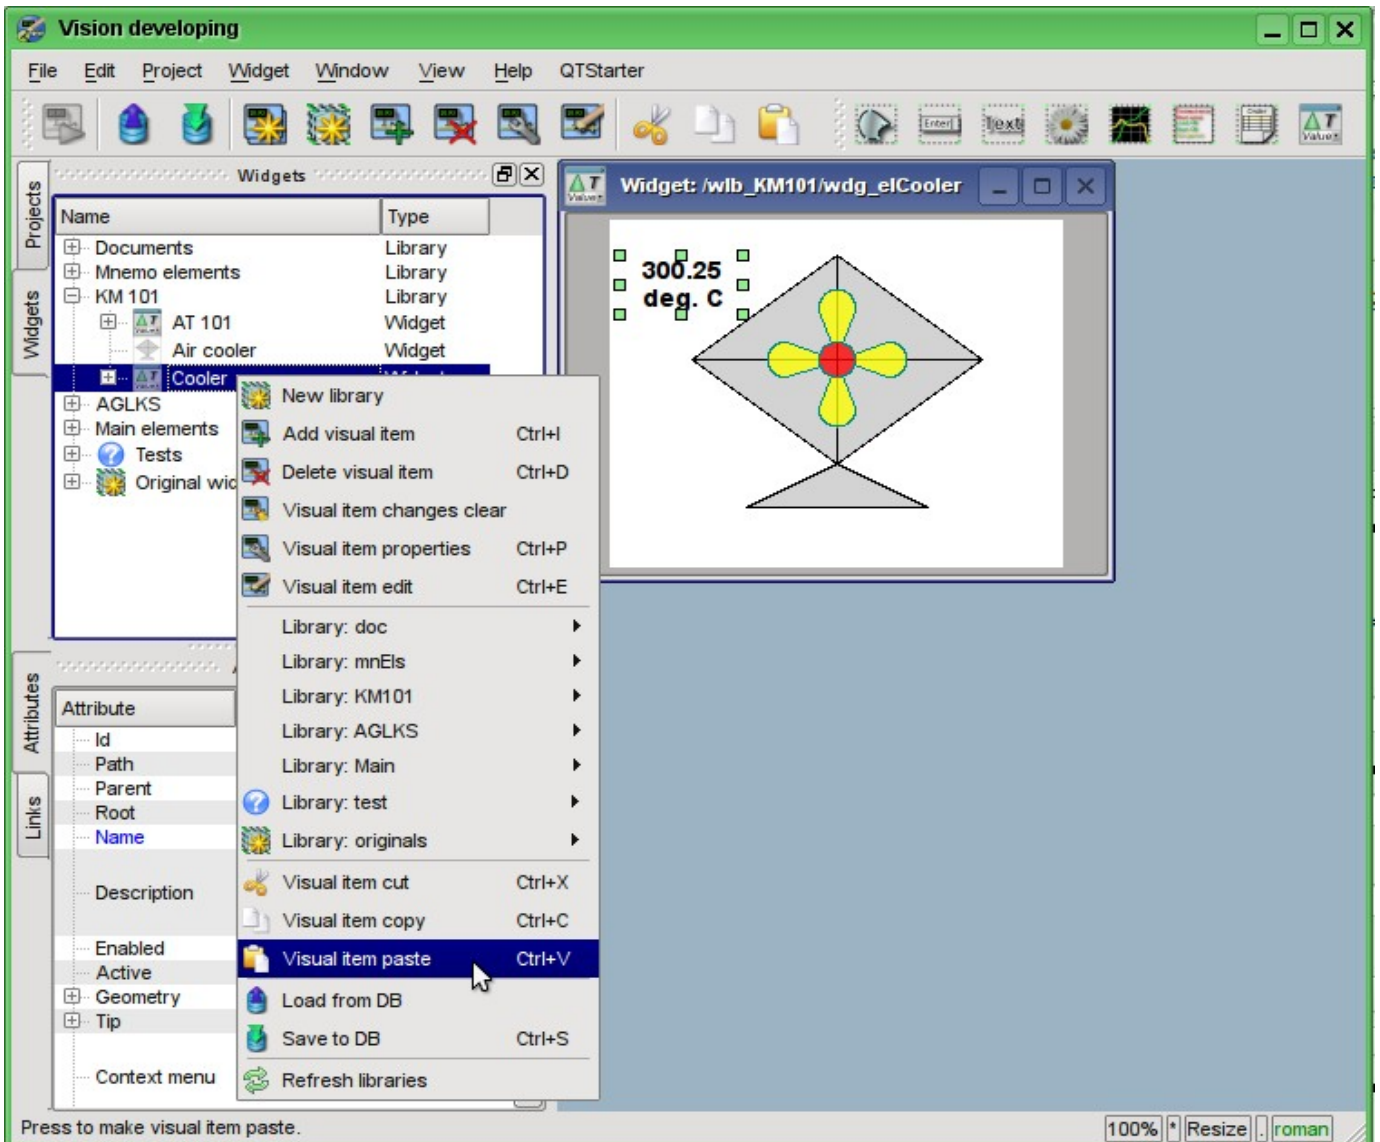 Vision developing
File Edit Project Widget Window View Help QTStarter
Enter Text ΔT Values
Projects
Widgets
Widgets
Name Type
Documents Library
Mnemo elements Library
KM 101 Library
AT 101 Widget
Air cooler Widget
Cooler
AGLKS
Main elements
Tests
Original wid
ΔT Values Widget: /wlb_KM101/wdg_elCooler
300.25
deg. C
New library
Add visual item Ctrl+I
Delete visual item Ctrl+D
Visual item changes clear
Visual item properties Ctrl+P
Visual item edit Ctrl+E
Library: doc
Library: mnEls
Library: KM101
Library: AGLKS
Library: Main
Library: test
Library: originals
Visual item cut Ctrl+X
Visual item copy Ctrl+C
Visual item paste Ctrl+V
Load from DB
Save to DB Ctrl+S
Refresh libraries
Attributes
Links
Attribute
Id
Path
Parent
Root
Name
Description
Enabled
Active
Geometry
Tip
Context menu
Press to make visual item paste.
100% * Resize . roman